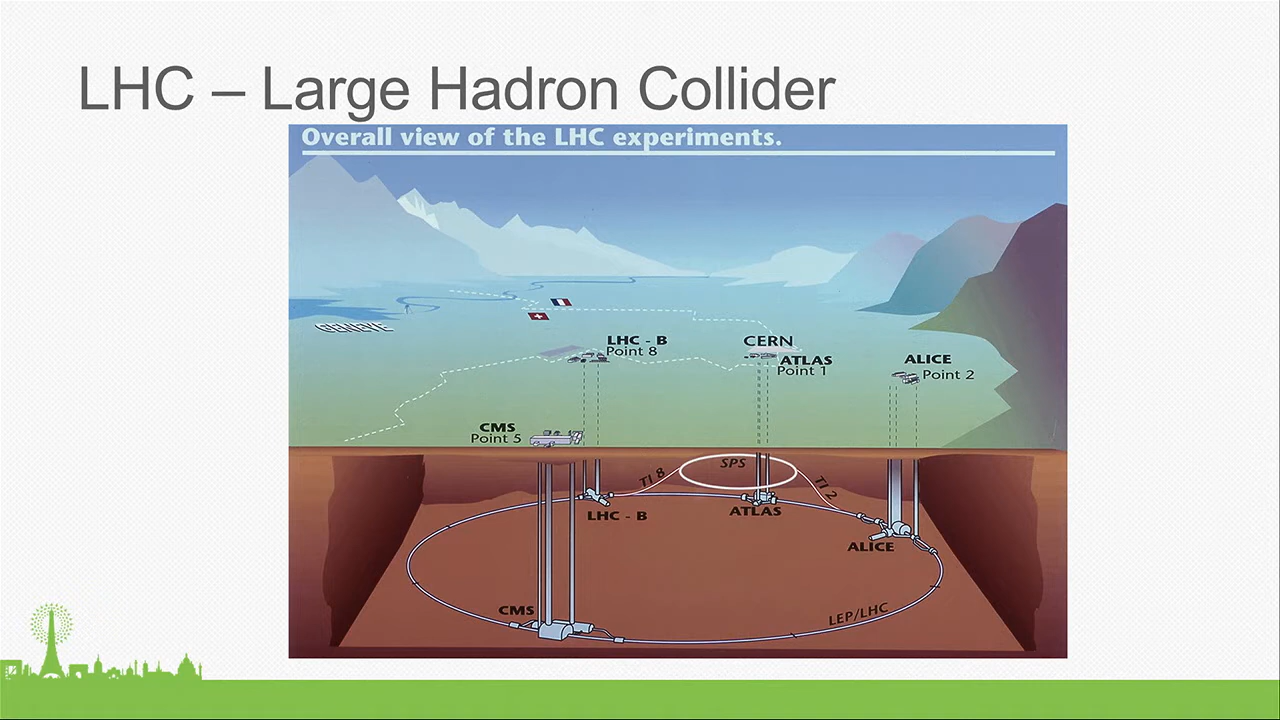 LHC – Large Hadron Collider
Overall view of the LHC experiments.
GENEVE
LHC - B
Point 8
CERN
ATLAS
Point 1
ALICE
Point 2
CMS
Point 5
SPS
TI 8
TI 2
LHC - B
ATLAS
ALICE
CMS
LEP/LHC